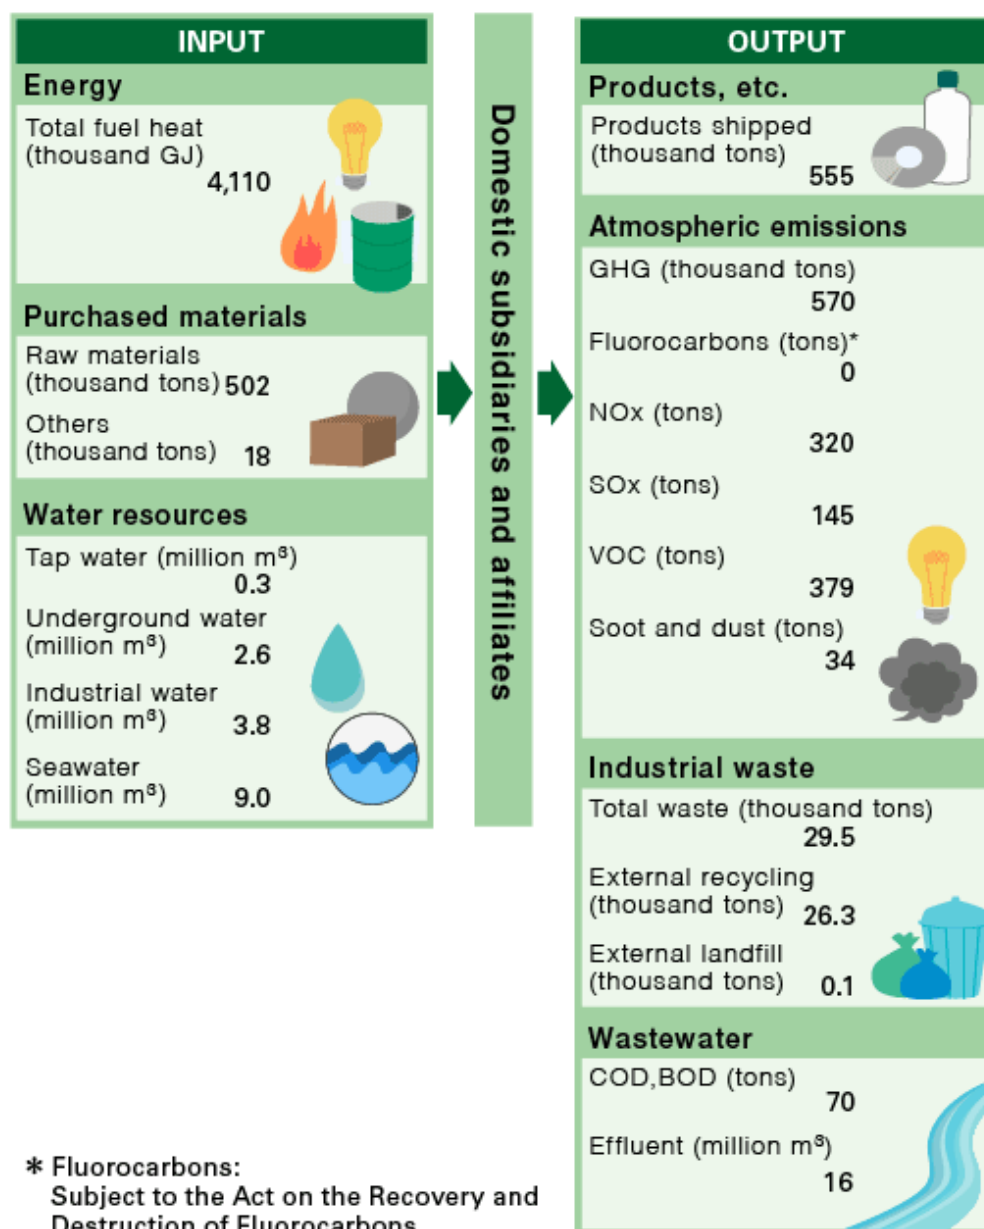 INPUT
Energy
Total fuel heat
(thousand GJ)
4,110
Purchased materials
Raw materials
(thousand tons) 502
Others
(thousand tons) 18
Water resources
Tap water (million m³)
0.3
Underground water
(million m³) 2.6
Industrial water
(million m³) 3.8
Seawater
(million m³) 9.0
Domestic subsidiaries and affiliates
OUTPUT
Products, etc.
Products shipped
(thousand tons)
555
Atmospheric emissions
GHG (thousand tons)
570
Fluorocarbons (tons)*
0
NOx (tons)
320
SOx (tons)
145
VOC (tons)
379
Soot and dust (tons)
34
Industrial waste
Total waste (thousand tons)
29.5
External recycling
(thousand tons) 26.3
External landfill
(thousand tons) 0.1
Wastewater
COD,BOD (tons)
70
Effluent (million m³)
16
* Fluorocarbons:
Subject to the Act on the Recovery and
Destruction of Fluorocarbons